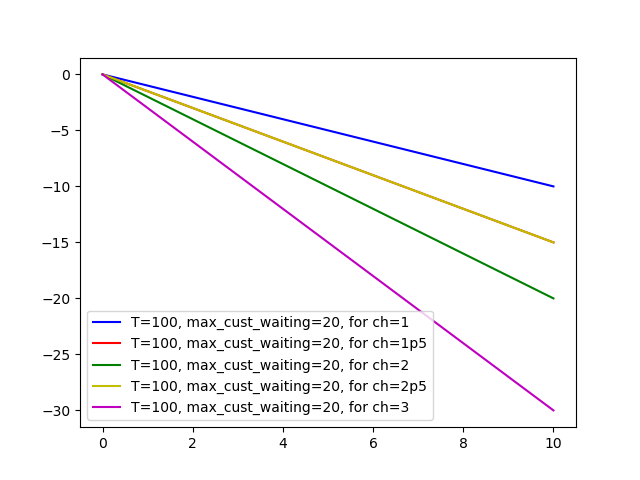 0
−5
−10
−15
−20
−25
−30
T=100, max_cust_waiting=20, for ch=1
T=100, max_cust_waiting=20, for ch=1p5
T=100, max_cust_waiting=20, for ch=2
T=100, max_cust_waiting=20, for ch=2p5
T=100, max_cust_waiting=20, for ch=3
0 2 4 6 8 10